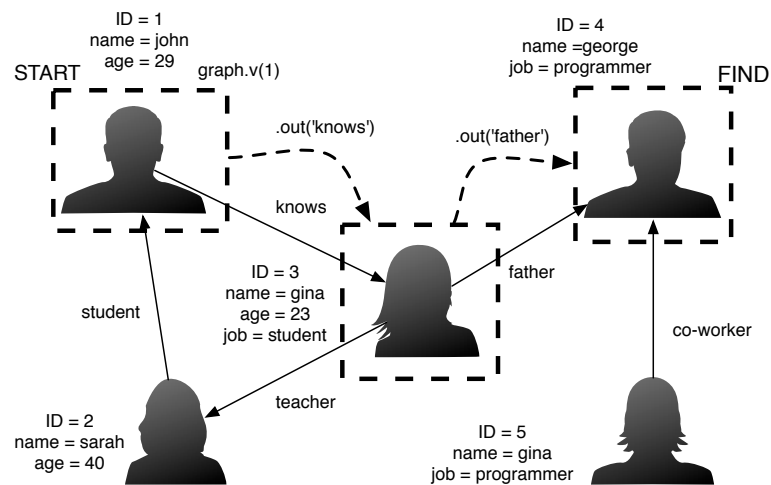 ID = 1
name = john
age = 29
START
graph.v(1)
ID = 4
name =george
job = programmer
FIND
.out('knows')
.out('father')
knows
father
ID = 3
name = gina
age = 23
job = student
student
teacher
co-worker
ID = 2
name = sarah
age = 40
ID = 5
name = gina
job = programmer